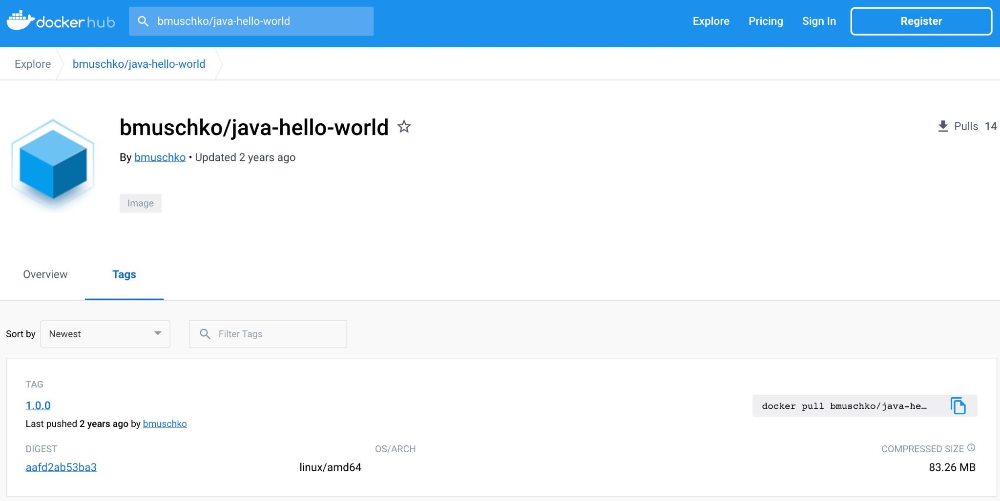 docker hub
bmuschko/java-hello-world
Explore
Pricing
Sign In
Register
Explore
bmuschko/java-hello-world
bmuschko/java-hello-world
Pulls 14
By bmuschko • Updated 2 years ago
Image
Overview
Tags
Sort by
Newest
Filter Tags
TAG
1.0.0
docker pull bmuschko/java-he…
Last pushed 2 years ago by bmuschko
DIGEST
OS/ARCH
COMPRESSED SIZE
aafd2ab53ba3
linux/amd64
83.26 MB